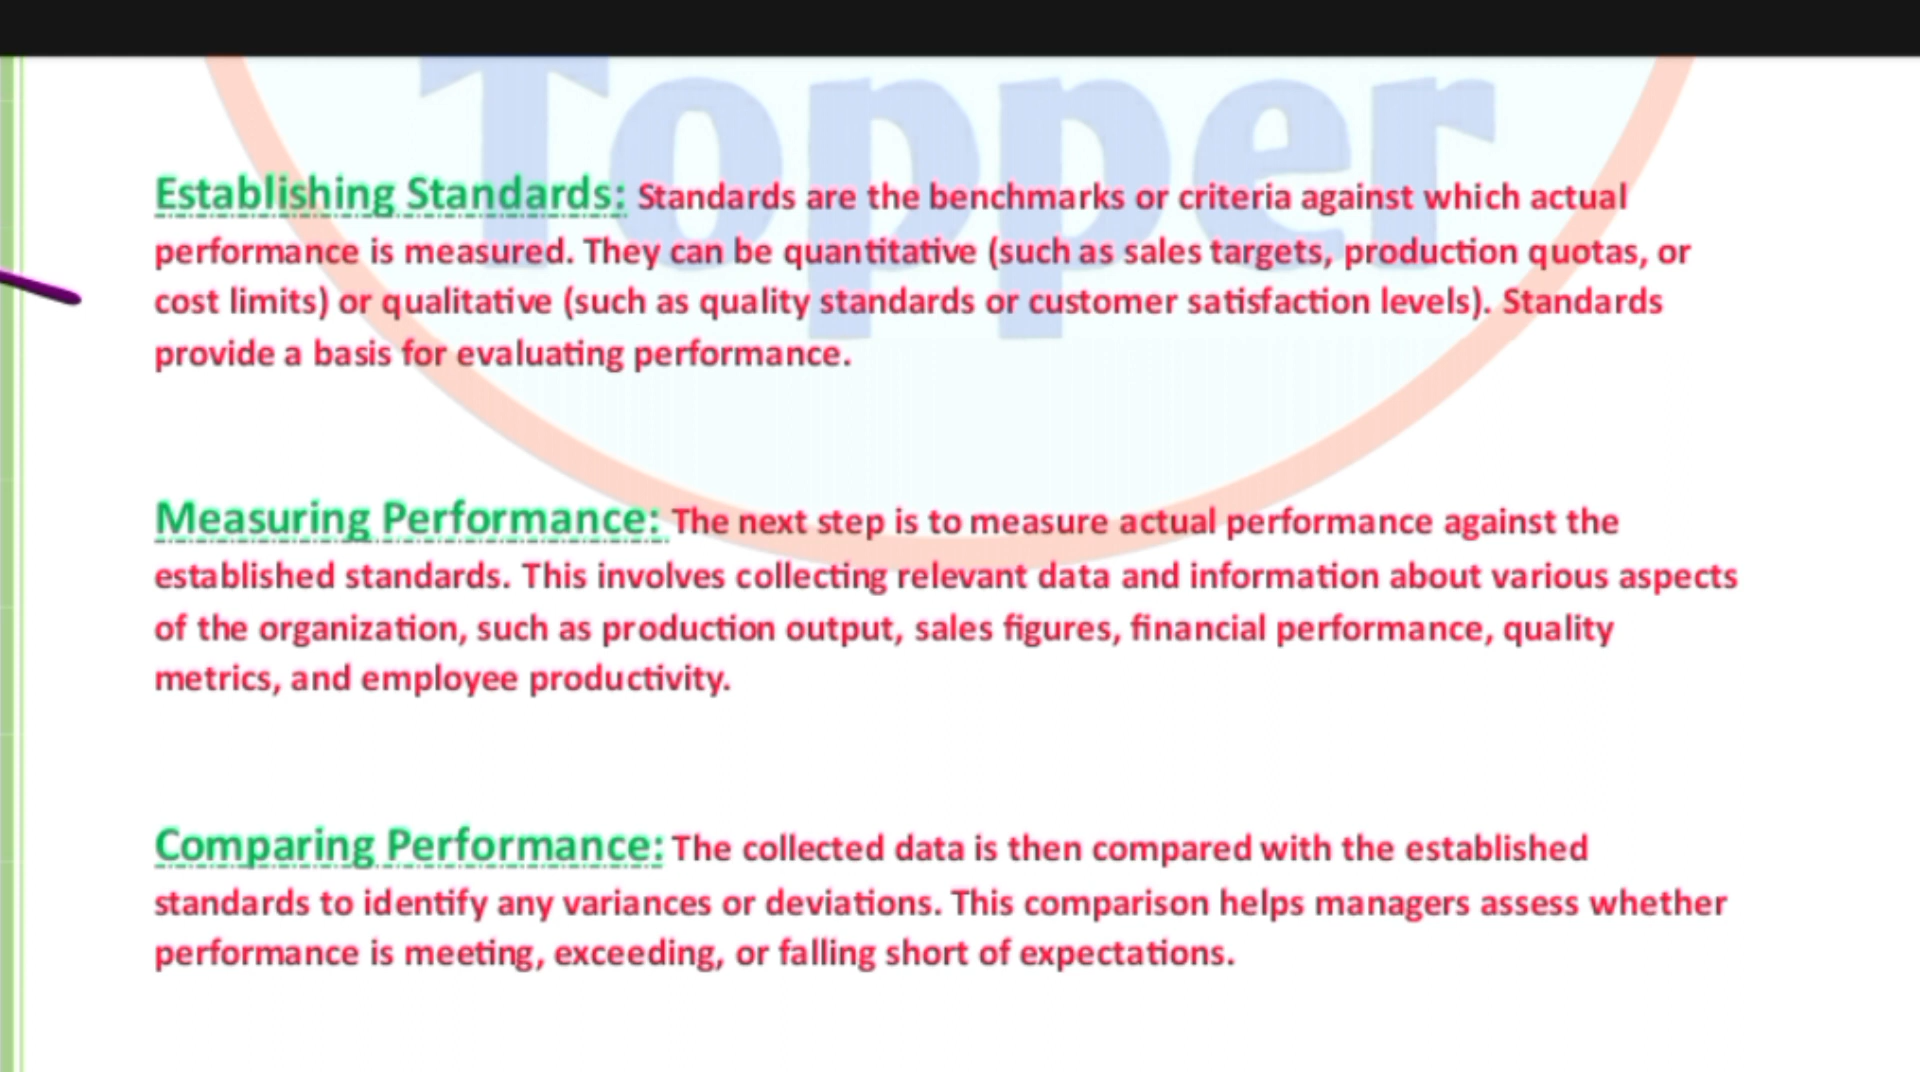 Topper
Establishing Standards: Standards are the benchmarks or criteria against which actual
performance is measured. They can be quantitative (such as sales targets, production quotas, or
cost limits) or qualitative (such as quality standards or customer satisfaction levels). Standards
provide a basis for evaluating performance.
Measuring Performance: The next step is to measure actual performance against the
established standards. This involves collecting relevant data and information about various aspects
of the organization, such as production output, sales figures, financial performance, quality
metrics, and employee productivity.
Comparing Performance: The collected data is then compared with the established
standards to identify any variances or deviations. This comparison helps managers assess whether
performance is meeting, exceeding, or falling short of expectations.